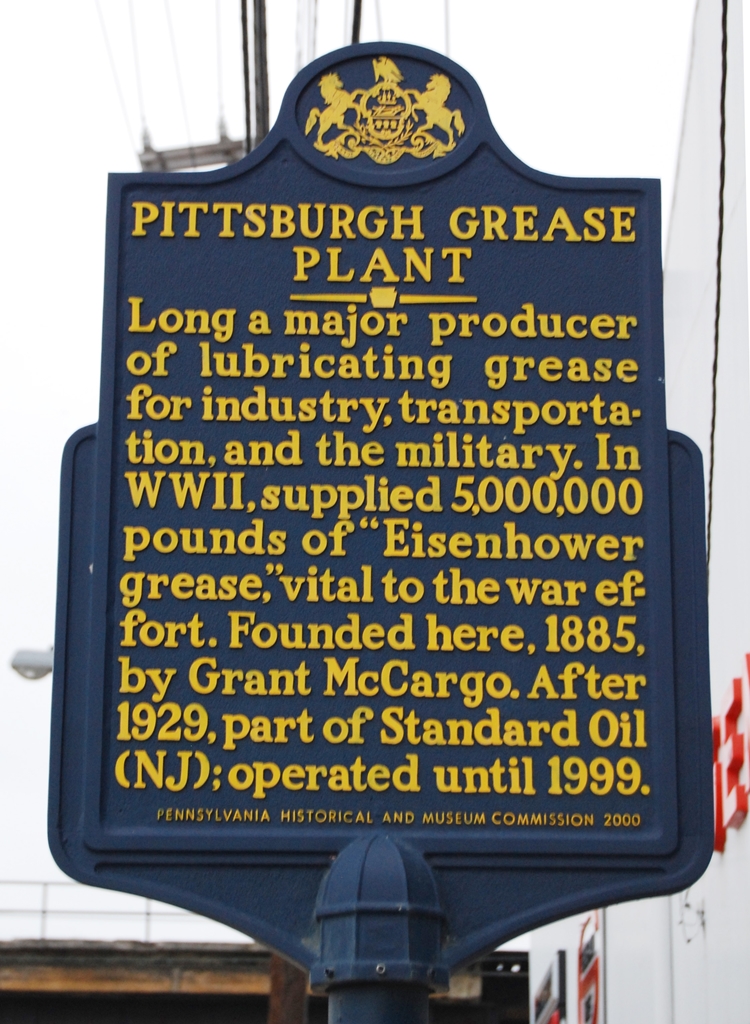 PITTSBURGH GREASE
PLANT
Long a major producer
of lubricating grease
for industry, transporta-
tion, and the military. In
WWII, supplied 5,000,000
pounds of "Eisenhower
grease," vital to the war ef-
fort. Founded here, 1885,
by Grant McCargo. After
1929, part of Standard Oil
(NJ); operated until 1999.
PENNSYLVANIA HISTORICAL AND MUSEUM COMMISSION 2000